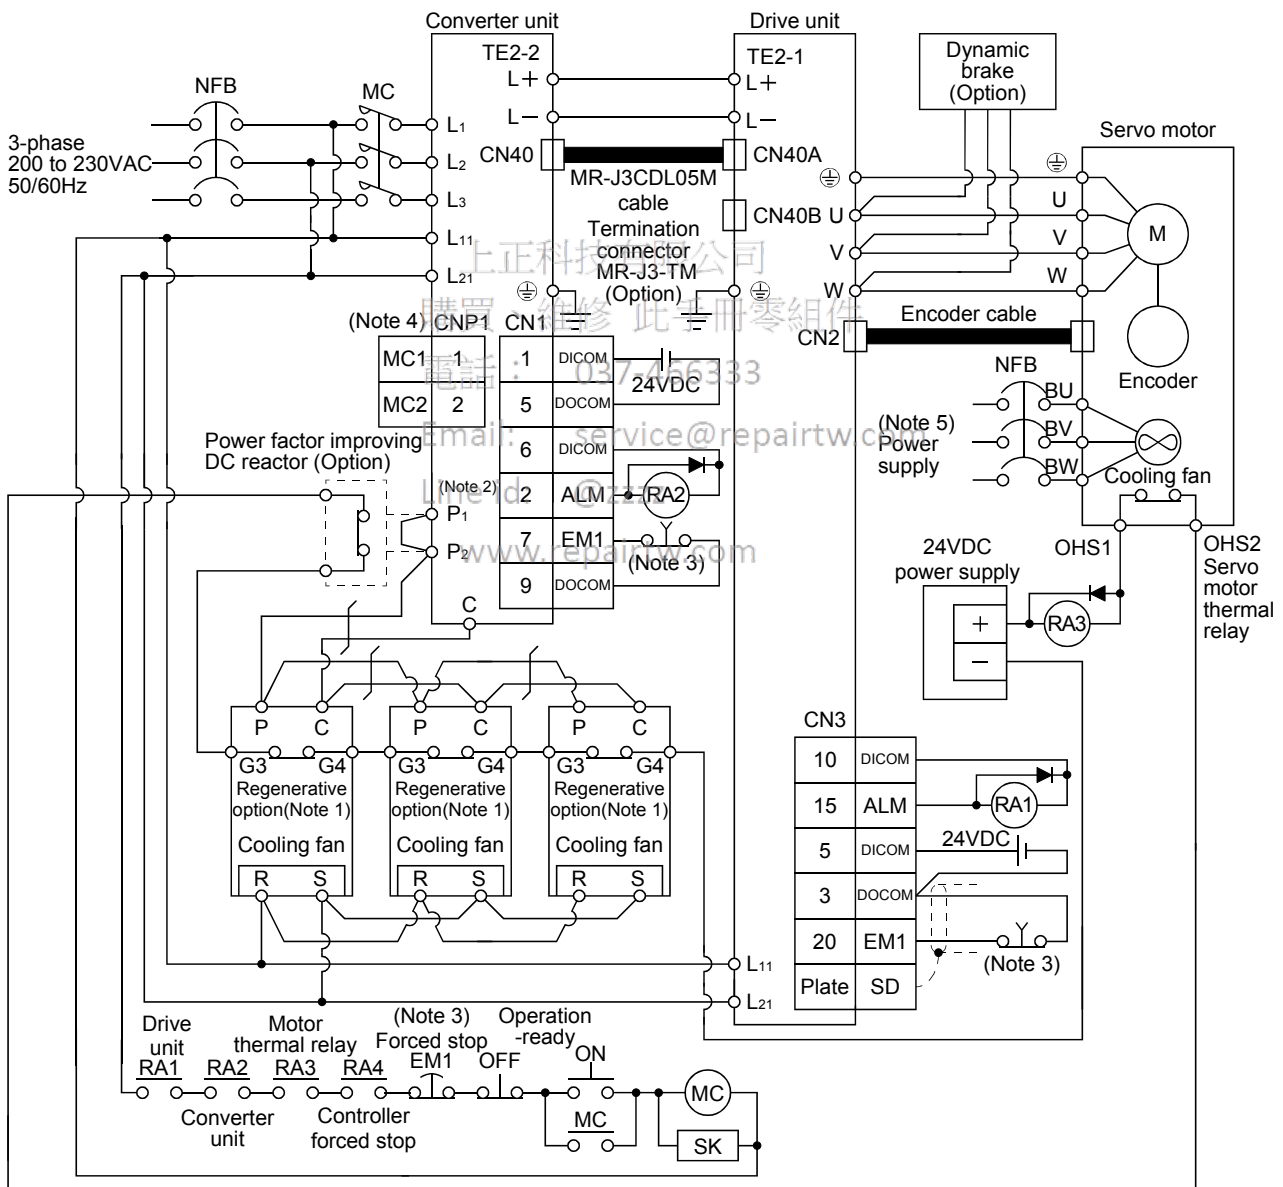 Converter unit
Drive unit
TE2-2
L+
L−
TE2-1
L+
L−
Dynamic
brake
(Option)
NFB
MC
3-phase
200 to 230VAC
50/60Hz
L1
L2
L3
L11
L21
CN40
CN40A
MR-J3CDL05M
cable
CN40B
Termination
connector
MR-J3-TM
(Option)
U
V
W
Servo motor
U
V
W
M
上正科技有限公司
購買、維修 此手冊零組件
電話： 037-466333
Email: service@repairtw.com
Line id: @zzzz
www.repairtw.com
CN2
Encoder cable
Encoder
(Note 4)
CNP1
CN1
MC1 1
MC2 2
1 DICOM
5 DOCOM
6 DICOM
2 ALM
7 EM1
9 DOCOM
24VDC
RA2
(Note 3)
NFB
(Note 5)
Power
supply
BU
BV
BW
Cooling fan
OHS1
OHS2
Servo
motor
thermal
relay
Power factor improving
DC reactor (Option)
(Note 2)
P1
P2
C
24VDC
power supply
+
−
RA3
P C
P C
P C
G3 G4
G3 G4
G3 G4
Regenerative
option(Note 1)
Regenerative
option(Note 1)
Regenerative
option(Note 1)
Cooling fan
Cooling fan
Cooling fan
R S
R S
R S
CN3
10 DICOM
15 ALM
5 DICOM
3 DOCOM
20 EM1
Plate SD
RA1
24VDC
(Note 3)
L11
L21
Drive
unit
RA1
RA2
Converter
unit
Motor
thermal relay
RA3
RA4
Controller
forced stop
(Note 3)
Forced stop
EM1
OFF
Operation
-ready
ON
MC
MC
SK